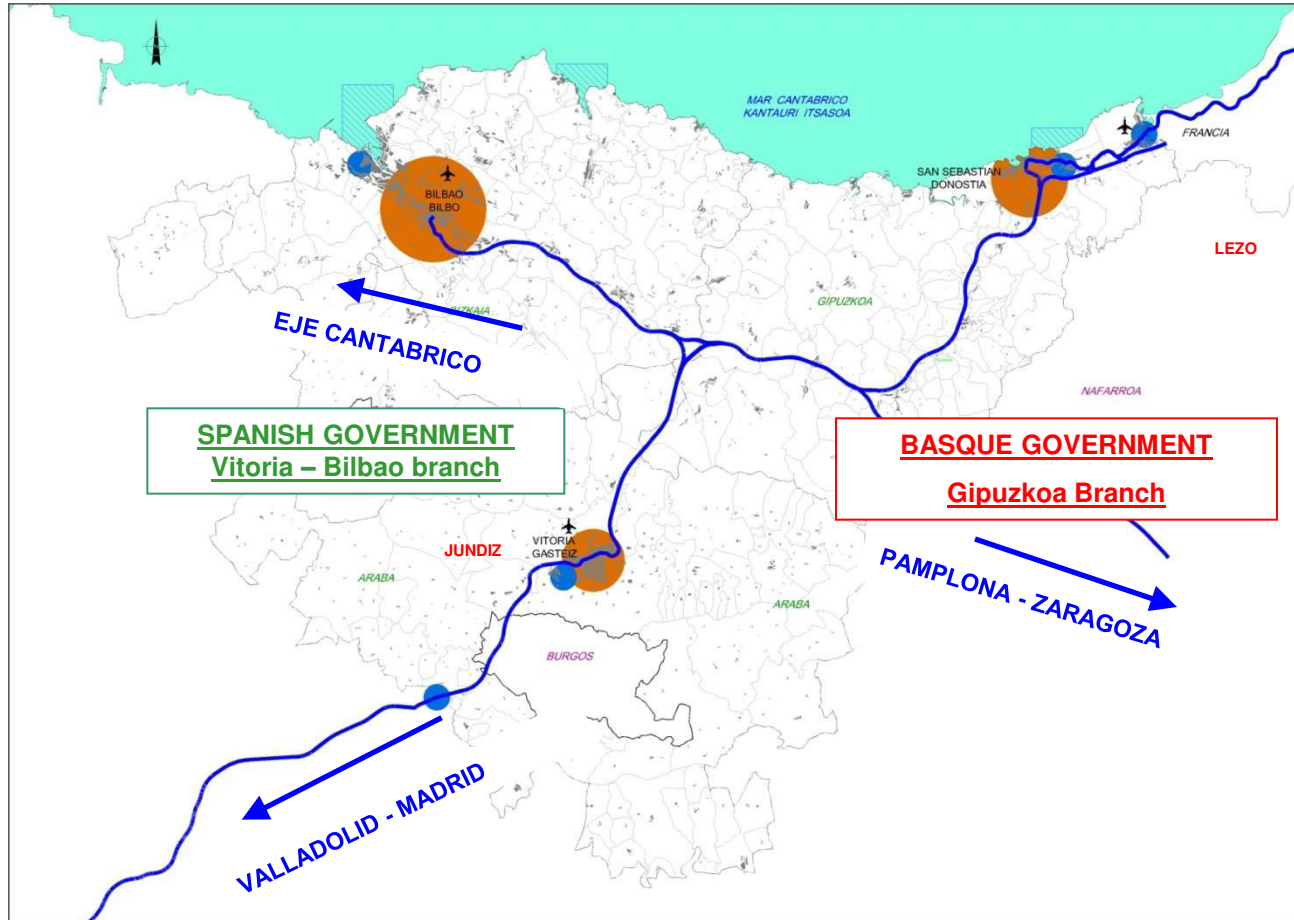 MAR CANTABRICO
KANTAURI ITSASOA
FRANCIA
SAN SEBASTIAN
DONOSTIA
BILBAO
BILBO
LEZO
BIZKAIA
GIPUZKOA
EJE CANTABRICO
NAFARROA
SPANISH GOVERNMENT
Vitoria – Bilbao branch
BASQUE GOVERNMENT
Gipuzkoa Branch
JUNDIZ
VITORIA
GASTEIZ
PAMPLONA - ZARAGOZA
ARABA
ARABA
BURGOS
VALLADOLID - MADRID